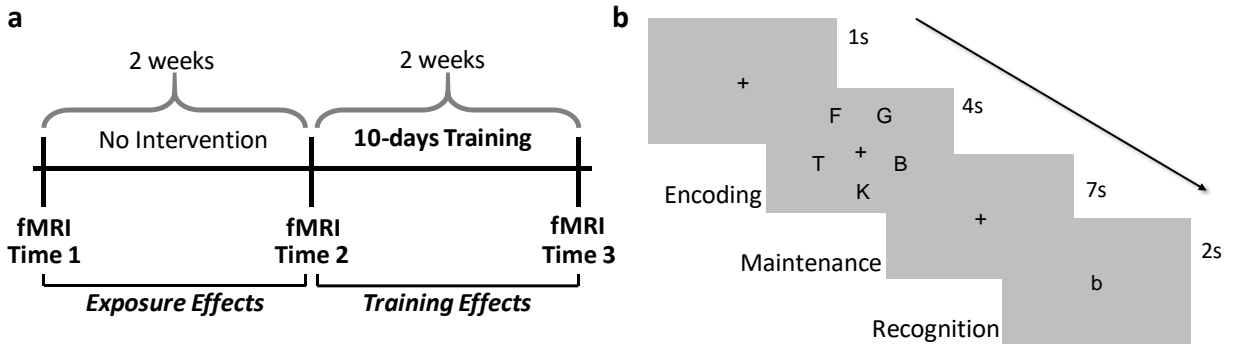 a
2 weeks
2 weeks
No Intervention
10-days Training
fMRI
Time 1
fMRI
Time 2
fMRI
Time 3
Exposure Effects
Training Effects
b
+
1s
F G
+
T B
K
4s
Encoding
+
7s
Maintenance
b
2s
Recognition